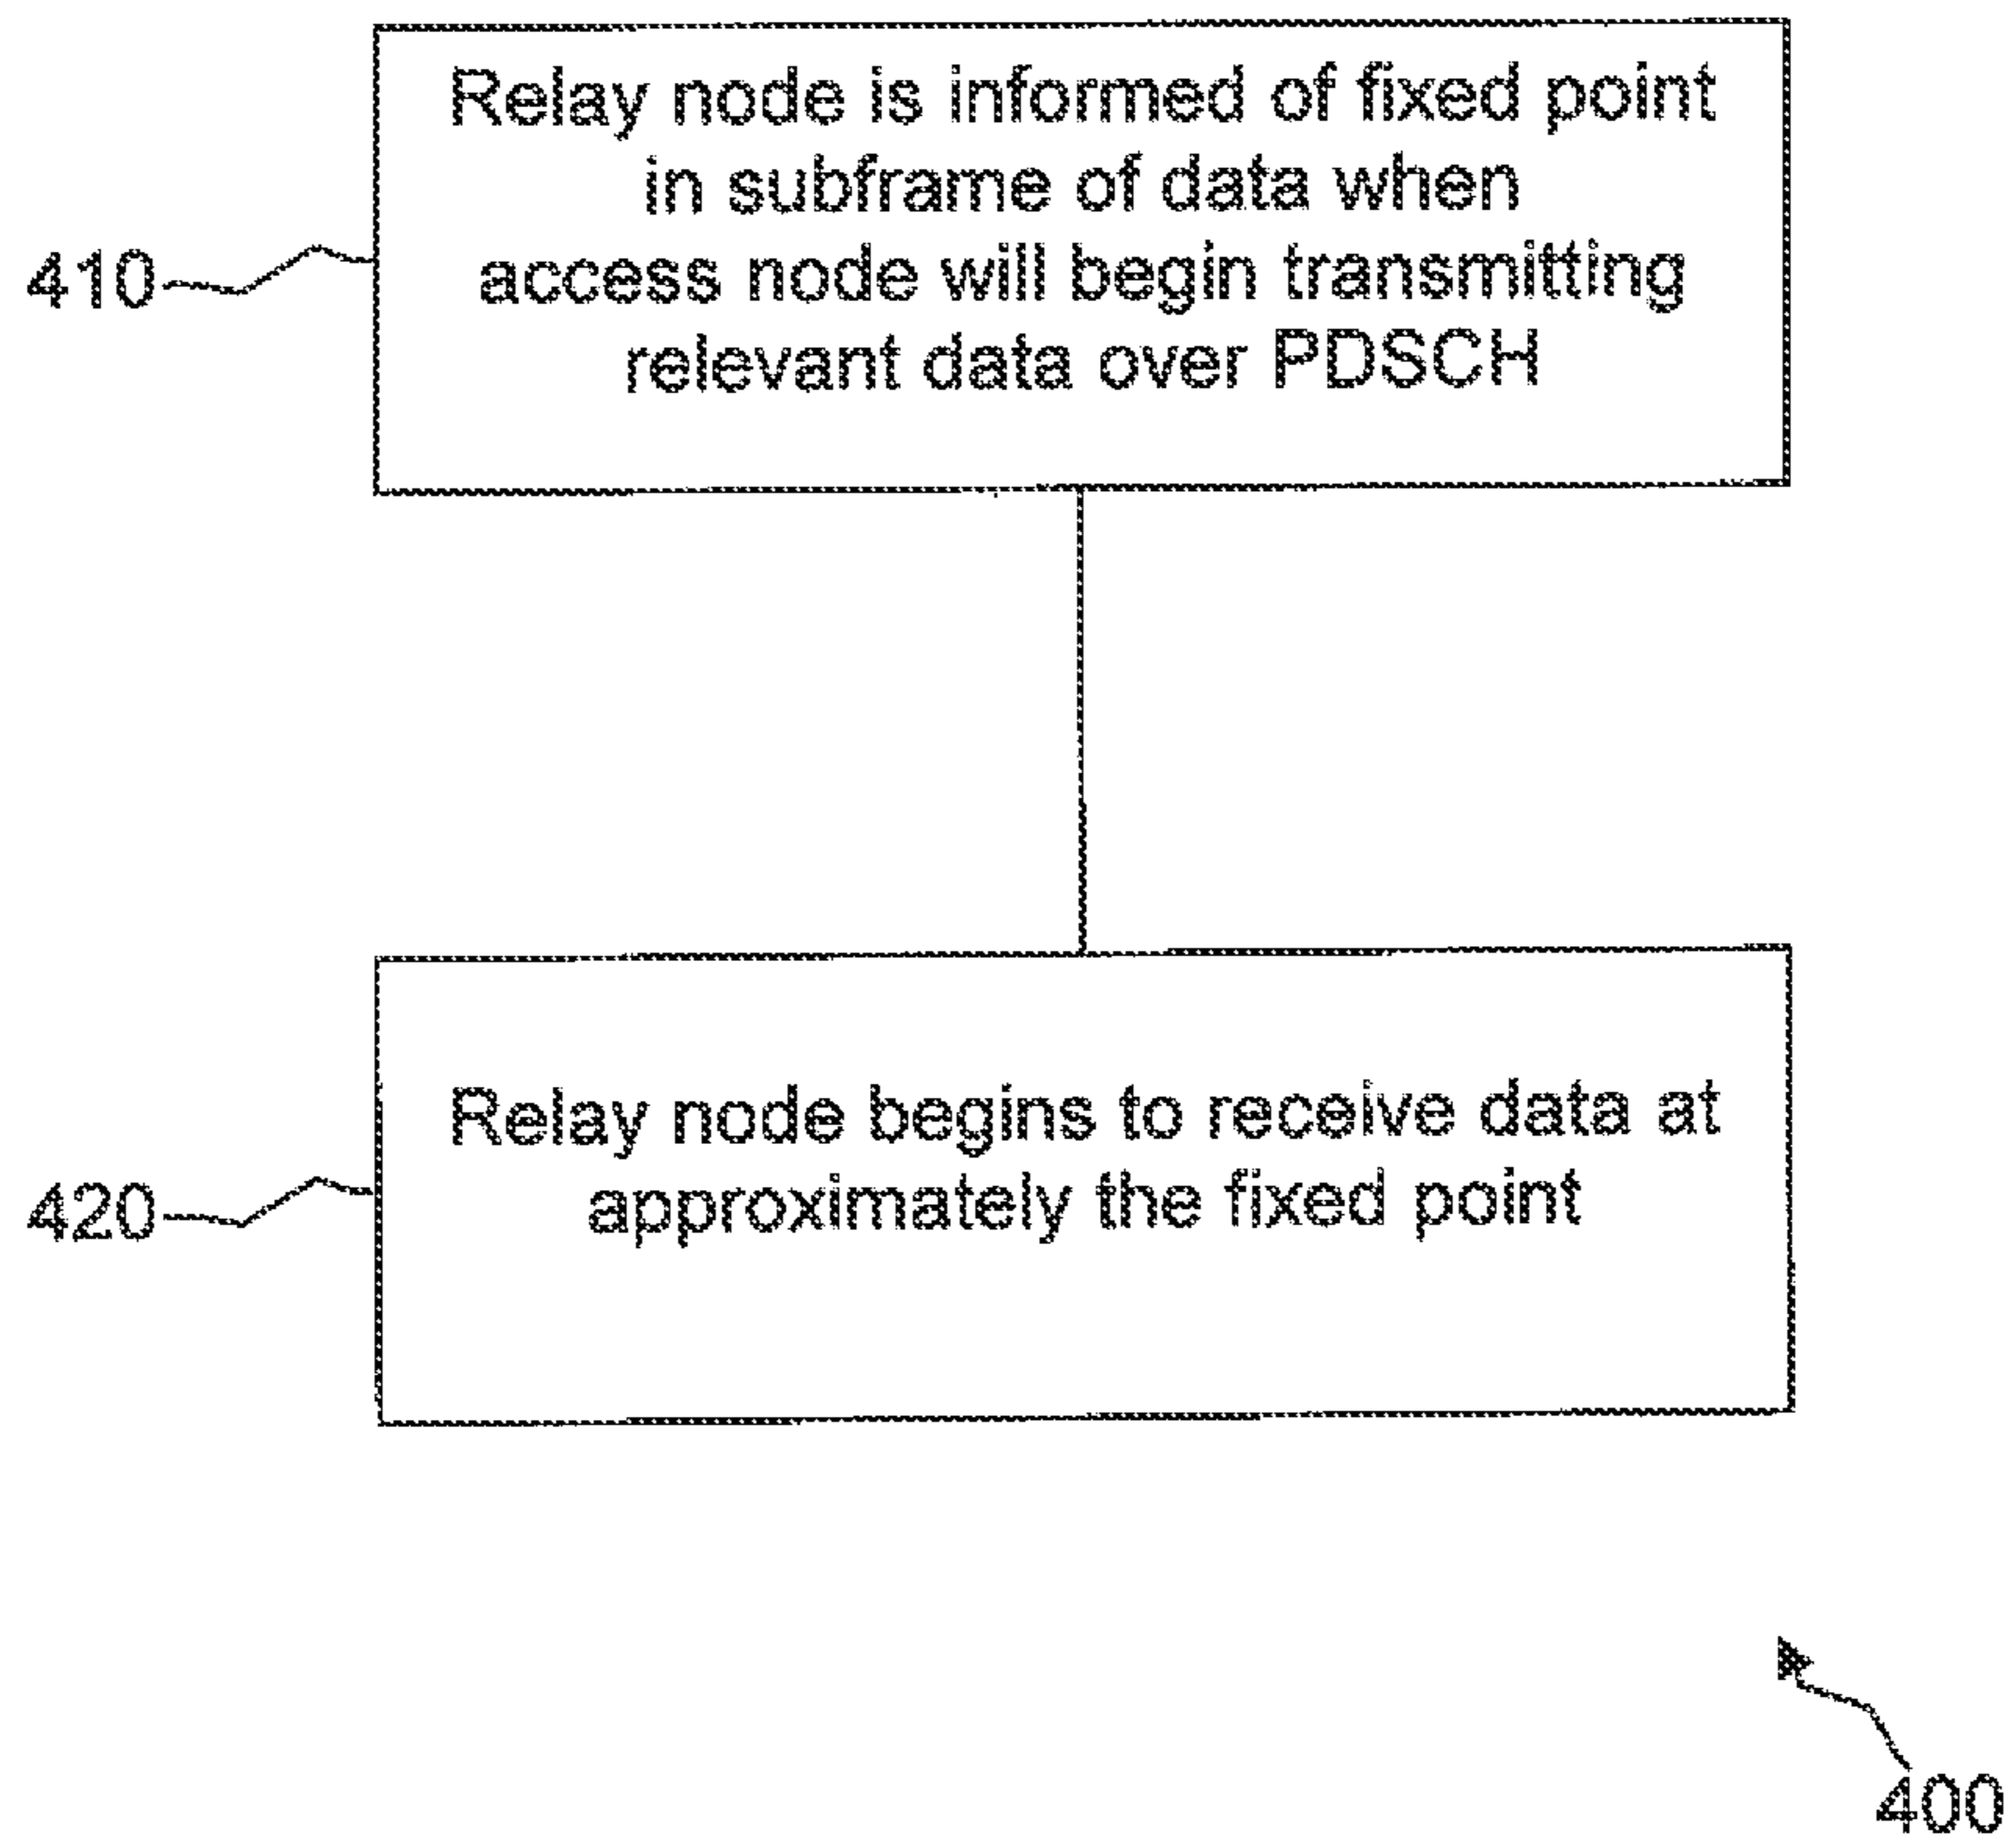 Relay node is informed of fixed point
in subframe of data when
access node will begin transmitting
relevant data over PDSCH
410
Relay node begins to receive data at
approximately the fixed point
420
400